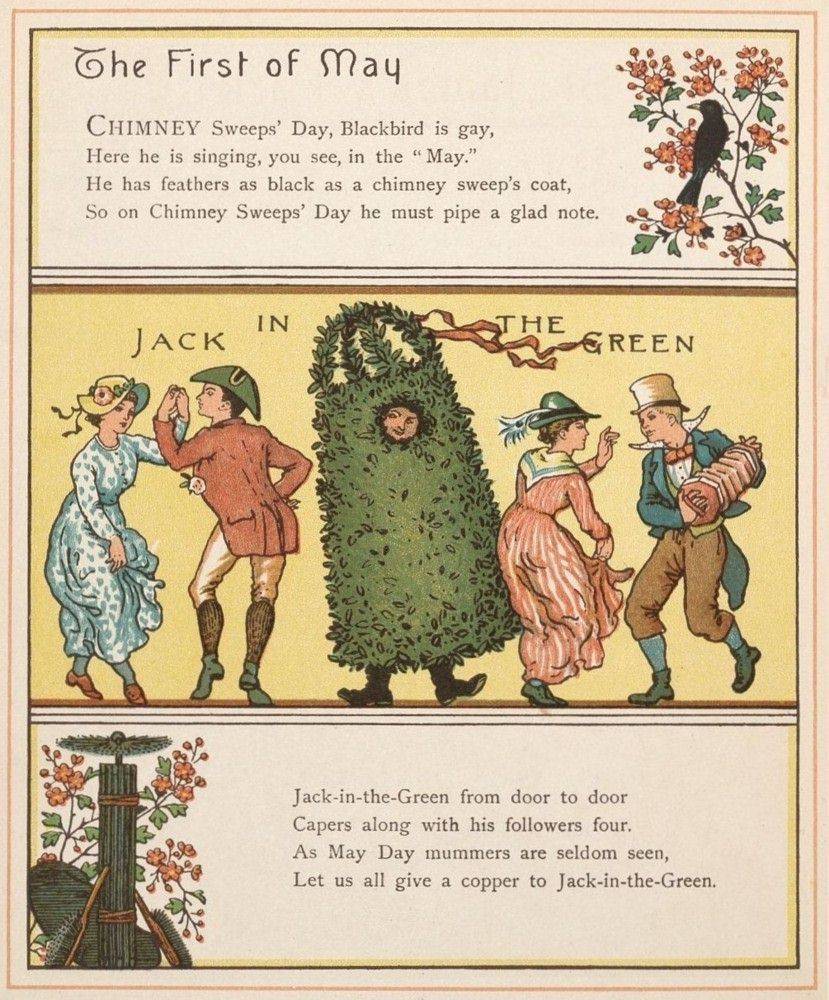 The First of May
CHIMNEY Sweeps' Day, Blackbird is gay,
Here he is singing, you see, in the "May."
He has feathers as black as a chimney sweep's coat,
So on Chimney Sweeps' Day he must pipe a glad note.
JACK IN THE GREEN
Jack-in-the-Green from door to door
Capers along with his followers four.
As May Day mummers are seldom seen,
Let us all give a copper to Jack-in-the-Green.